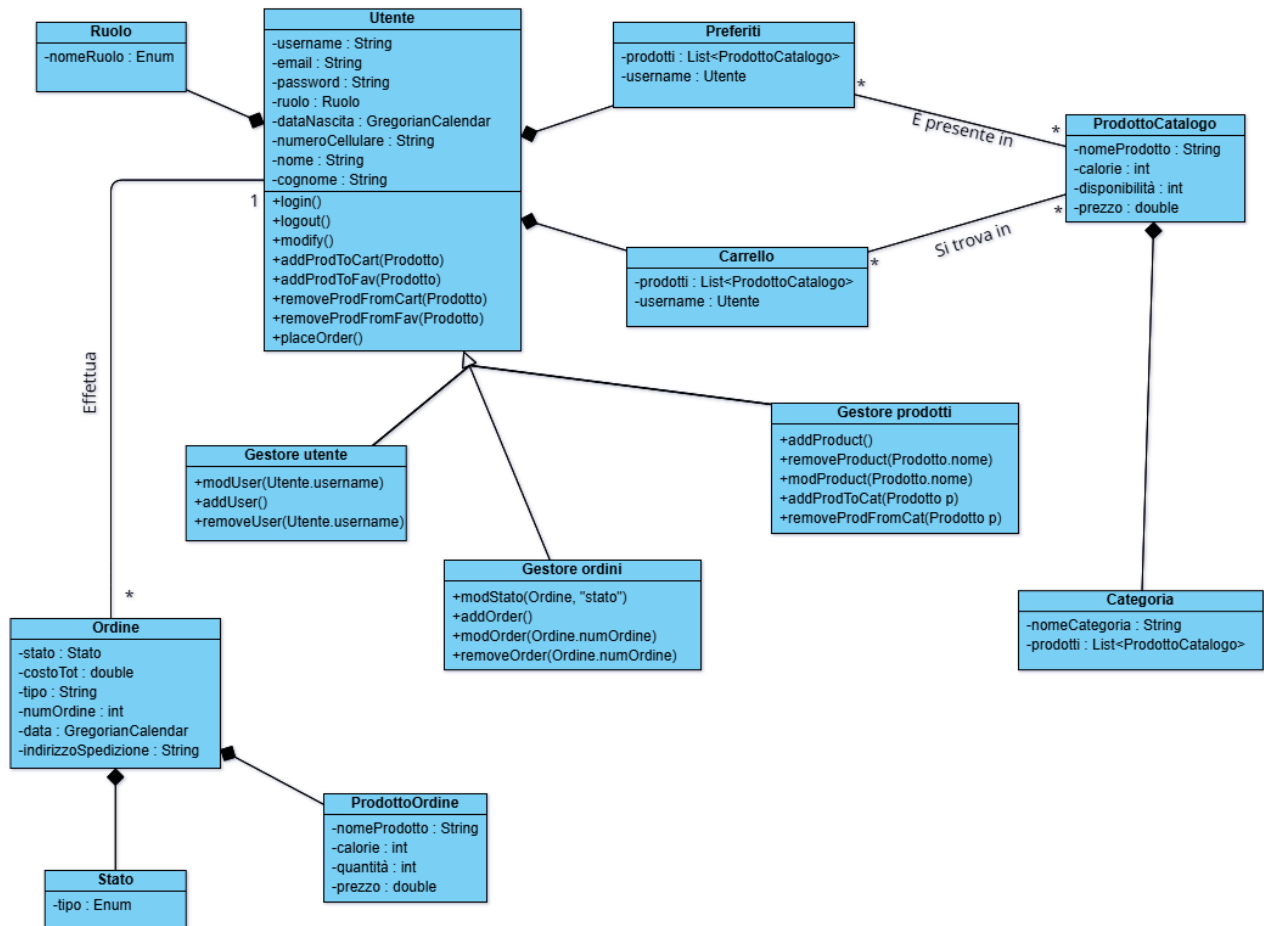 Ruolo
-nomeRuolo : Enum
Utente
-username : String
-email : String
-password : String
-ruolo : Ruolo
-dataNascita : GregorianCalendar
-numeroCellulare : String
-nome : String
-cognome : String
+login()
+logout()
+modify()
+addProdToCart(Prodotto)
+addProdToFav(Prodotto)
+removeProdFromCart(Prodotto)
+removeProdFromFav(Prodotto)
+placeOrder()
Preferiti
-prodotti : List<ProdottoCatalogo>
-username : Utente
*
È presente in
*
ProdottoCatalogo
-nomeProdotto : String
-calorie : int
-disponibilità : int
-prezzo : double
*
Si trova in
*
Carrello
-prodotti : List<ProdottoCatalogo>
-username : Utente
1
Effettua
*
Gestore utente
+modUser(Utente.username)
+addUser()
+removeUser(Utente.username)
Gestore ordini
+modStato(Ordine, "stato")
+addOrder()
+modOrder(Ordine.numOrdine)
+removeOrder(Ordine.numOrdine)
Gestore prodotti
+addProduct()
+removeProduct(Prodotto.nome)
+modProduct(Prodotto.nome)
+addProdToCat(Prodotto p)
+removeProdFromCat(Prodotto p)
Categoria
-nomeCategoria : String
-prodotti : List<ProdottoCatalogo>
Ordine
-stato : Stato
-costoTot : double
-tipo : String
-numOrdine : int
-data : GregorianCalendar
-indirizzoSpedizione : String
ProdottoOrdine
-nomeProdotto : String
-calorie : int
-quantità : int
-prezzo : double
Stato
-tipo : Enum